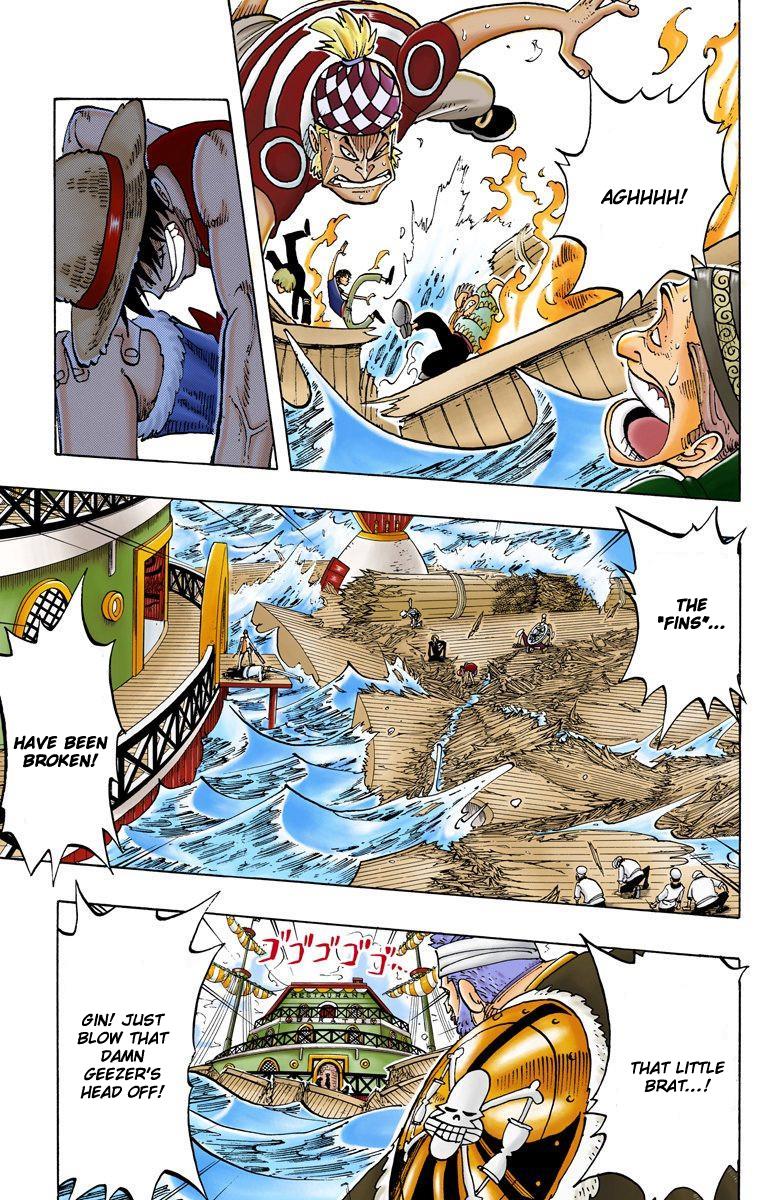 AGHHHH!
THE
"FINS"...
HAVE BEEN
BROKEN!
ゴゴゴゴゴ...
RESTAURANT
THAT LITTLE
BRAT...!
GIN! JUST
BLOW THAT
DAMN
GEEZER'S
HEAD OFF!